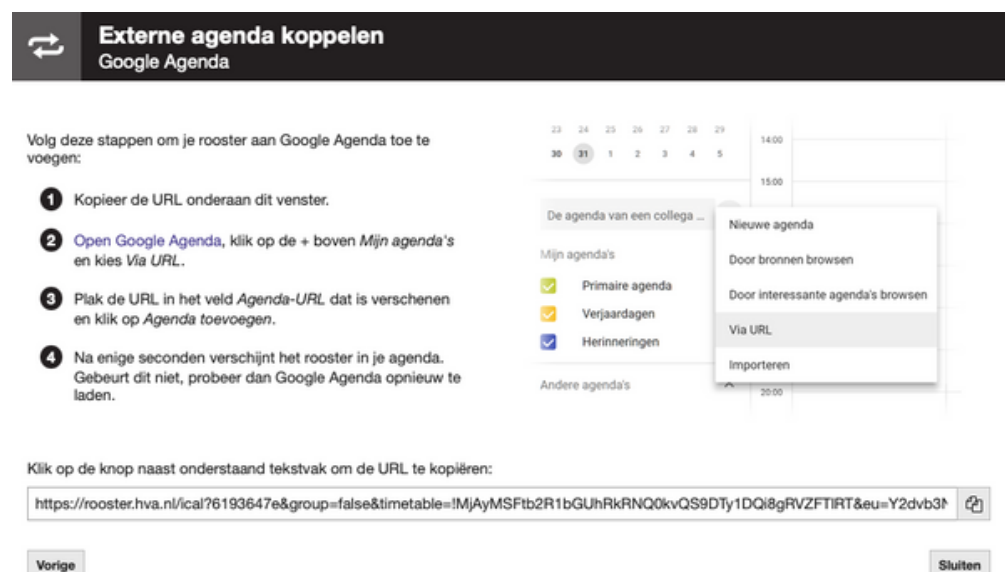 Externe agenda koppelen
Google Agenda
Volg deze stappen om je rooster aan Google Agenda toe te
voegen:
1 Kopieer de URL onderaan dit venster.
2 Open Google Agenda, klik op de + boven Mijn agenda's
en kies Via URL.
3 Plak de URL in het veld Agenda-URL dat is verschenen
en klik op Agenda toevoegen.
4 Na enige seconden verschijnt het rooster in je agenda.
Gebeurt dit niet, probeer dan Google Agenda opnieuw te
laden.
23 24 25 26 27 28 29
30 31 1 2 3 4 5
14:00
15:00
De agenda van een collega ...
Mijn agenda's
Primaire agenda
Verjaardagen
Herinneringen
Andere agenda's
Nieuwe agenda
Door bronnen browsen
Door interessante agenda's browsen
Via URL
Importeren
20:00
Klik op de knop naast onderstaand tekstvak om de URL te kopiëren:
https://rooster.hva.nl/ical?6193647e&group=false&timetable=!MjAyMSFtb2R1bGUhRkRNQ0kvQS9DTy1DQi8gRVZFTlRT&eu=Y2dvb3N
Vorige
Sluiten